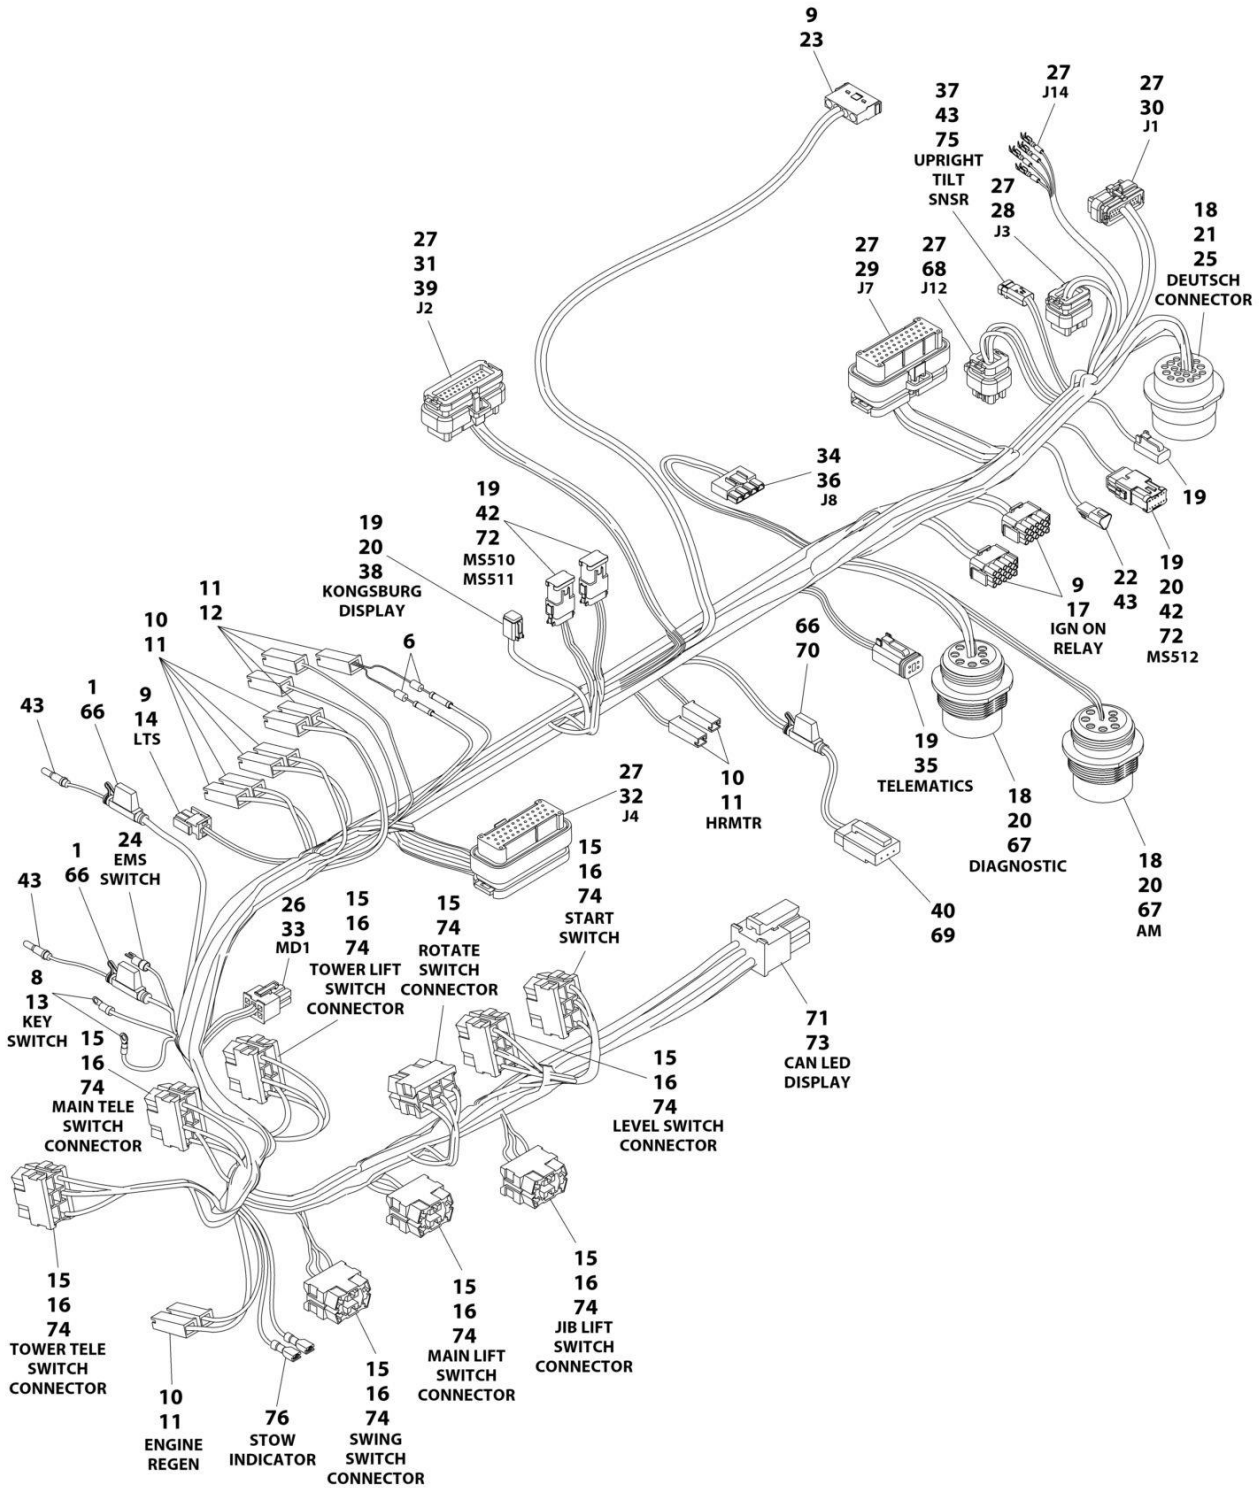 9
23
27
J14
27
30
J1
37
43
75
UPRIGHT
TILT
SNSR
27
28
J3
18
21
25
DEUTSCH
CONNECTOR
27
31
39
J2
27
29
J7
27
68
J12
34
36
J8
19
19
42
72
MS510
MS511
19
20
38
KONGSBURG
DISPLAY
11
12
10
11
6
66
70
22
43
9
17
IGN ON
RELAY
19
20
42
72
MS512
43
1
66
9
14
LTS
19
35
TELEMATICS
10
11
HRMTR
27
32
J4
18
20
67
DIAGNOSTIC
18
20
67
AM
40
69
43
1
66
24
EMS
SWITCH
8
13
KEY
SWITCH
26
33
MD1
15
16
74
TOWER LIFT
SWITCH
CONNECTOR
15
74
ROTATE
SWITCH
CONNECTOR
15
16
74
START
SWITCH
71
73
CAN LED
DISPLAY
15
16
74
MAIN TELE
SWITCH
CONNECTOR
15
16
74
LEVEL SWITCH
CONNECTOR
15
16
74
TOWER TELE
SWITCH
CONNECTOR
10
11
ENGINE
REGEN
76
STOW
INDICATOR
15
16
74
SWING
SWITCH
CONNECTOR
15
16
74
MAIN LIFT
SWITCH
CONNECTOR
15
16
74
JIB LIFT
SWITCH
CONNECTOR